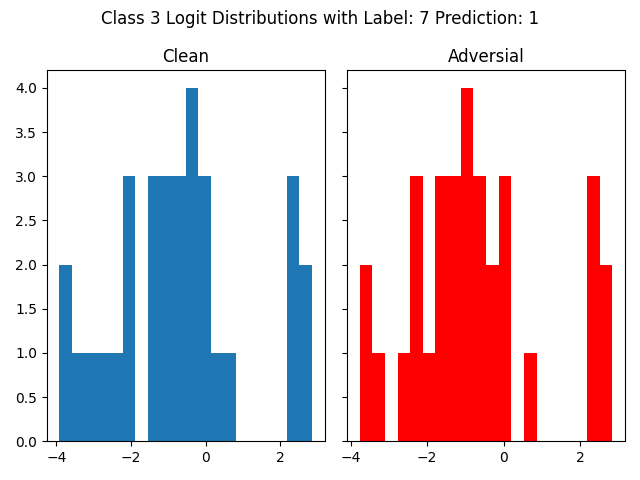 Class 3 Logit Distributions with Label: 7 Prediction: 1
Clean
Adversial
4.0
3.5
3.0
2.5
2.0
1.5
1.0
0.5
0.0
−4 −2 0 2
−4 −2 0 2